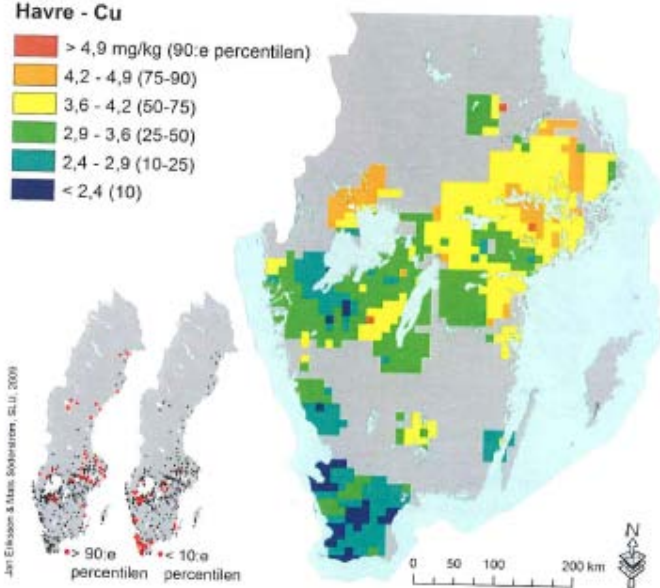 Havre - Cu
> 4,9 mg/kg (90:e percentilen)
4,2 - 4,9 (75-90)
3,6 - 4,2 (50-75)
2,9 - 3,6 (25-50)
2,4 - 2,9 (10-25)
< 2,4 (10)
Jan Eriksson & Mats Söderström, SLU, 2009
> 90:e
percentilen
< 10:e
percentilen
N
0 50 100 200 km